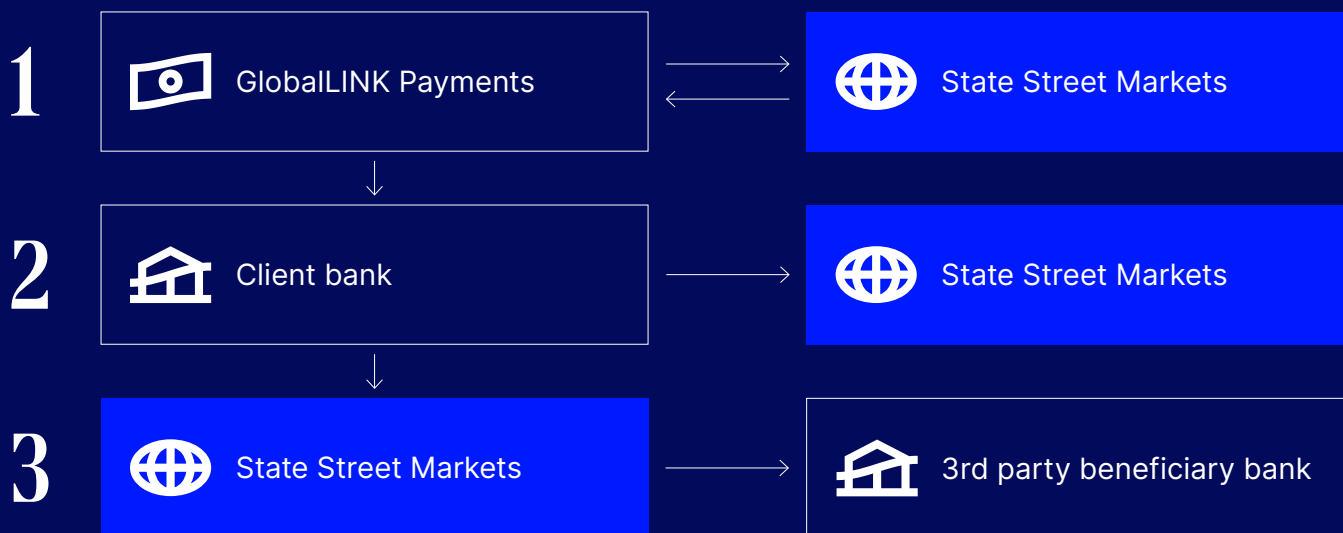 1
GlobalLINK Payments
State Street Markets
2
Client bank
State Street Markets
3
State Street Markets
3rd party beneficiary bank